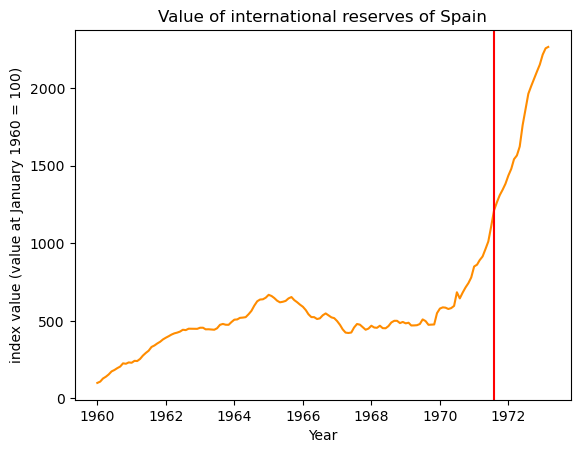 Value of international reserves of Spain
index value (value at January 1960 = 100)
2000
1500
1000
500
0
1960 1962 1964 1966 1968 1970 1972
Year